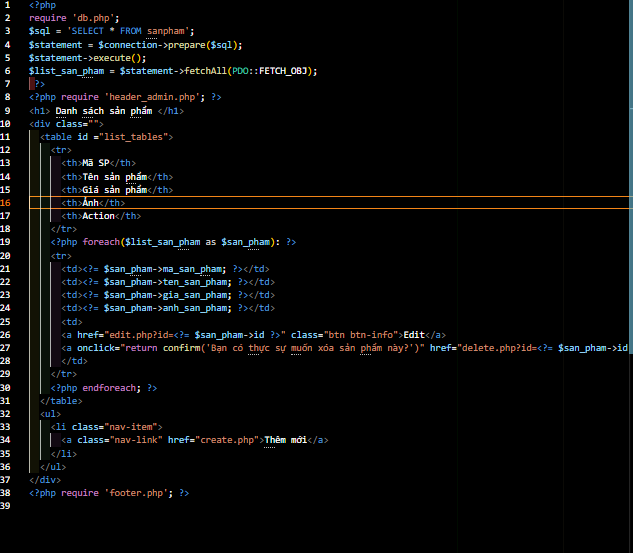 1 <?php
2 require 'db.php';
3 $sql = 'SELECT * FROM sanpham';
4 $statement = $connection->prepare($sql);
5 $statement->execute();
6 $list_san_pham = $statement->fetchAll(PDO::FETCH_OBJ);
7 ?>
8 <?php require 'header_admin.php'; ?>
9 <h1> Danh sách sản phẩm </h1>
10 <div class="">
11 <table id ="list_tables">
12 <tr>
13 <th>Mã SP</th>
14 <th>Tên sản phẩm</th>
15 <th>Giá sản phẩm</th>
16 <th>Ảnh</th>
17 <th>Action</th>
18 </tr>
19 <?php foreach($list_san_pham as $san_pham): ?>
20 <tr>
21 <td><?= $san_pham->ma_san_pham; ?></td>
22 <td><?= $san_pham->ten_san_pham; ?></td>
23 <td><?= $san_pham->gia_san_pham; ?></td>
24 <td><?= $san_pham->anh_san_pham; ?></td>
25 <td>
26 <a href="edit.php?id=<?= $san_pham->id ?>" class="btn btn-info">Edit</a>
27 <a onclick="return confirm('Bạn có thực sự muốn xóa sản phẩm này?')" href="delete.php?id=<?= $san_pham->id
28 </td>
29 </tr>
30 <?php endforeach; ?>
31 </table>
32 <ul>
33 <li class="nav-item">
34 <a class="nav-link" href="create.php">Thêm mới</a>
35 </li>
36 </ul>
37 </div>
38 <?php require 'footer.php'; ?>
39